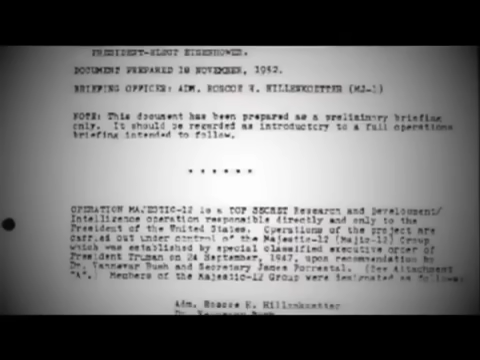 PRESIDENT-ELECT EISENHOWER.
DOCUMENT PREPARED 18 NOVEMBER, 1952.
BRIEFING OFFICER: ADM. ROSCOE H. HILLENKOETTER (MJ-1)
NOTE: This document has been prepared as a preliminary briefing
only. It should be regarded as introductory to a full operations
briefing intended to follow.
* * * * * *
OPERATION MAJESTIC-12 is a TOP SECRET Research and Development/
Intelligence operation responsible directly and only to the
President of the United States. Operations of the project are
carried out under control of the Majestic-12 (Majic-12) Group
which was established by special classified executive order of
President Truman on 24 September, 1947, upon recommendation by
Dr. Vannevar Bush and Secretary James Forrestal. (See Attachment
"A".) Members of the Majestic-12 Group were designated as follows:
Adm. Roscoe H. Hillenkoetter
Dr. Vannevar Bush